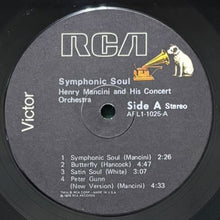 RCA
Symphonic Soul
Henry Mancini and His Concert
Orchestra
Side A Stereo
AFL1-1025-A
Victor
1 Symphonic Soul (Mancini) 2:26
2 Butterfly (Hancock) 4:47
3 Satin Soul (White) 3:40
4 Peter Gunn
(New Version) (Mancini) 4:33